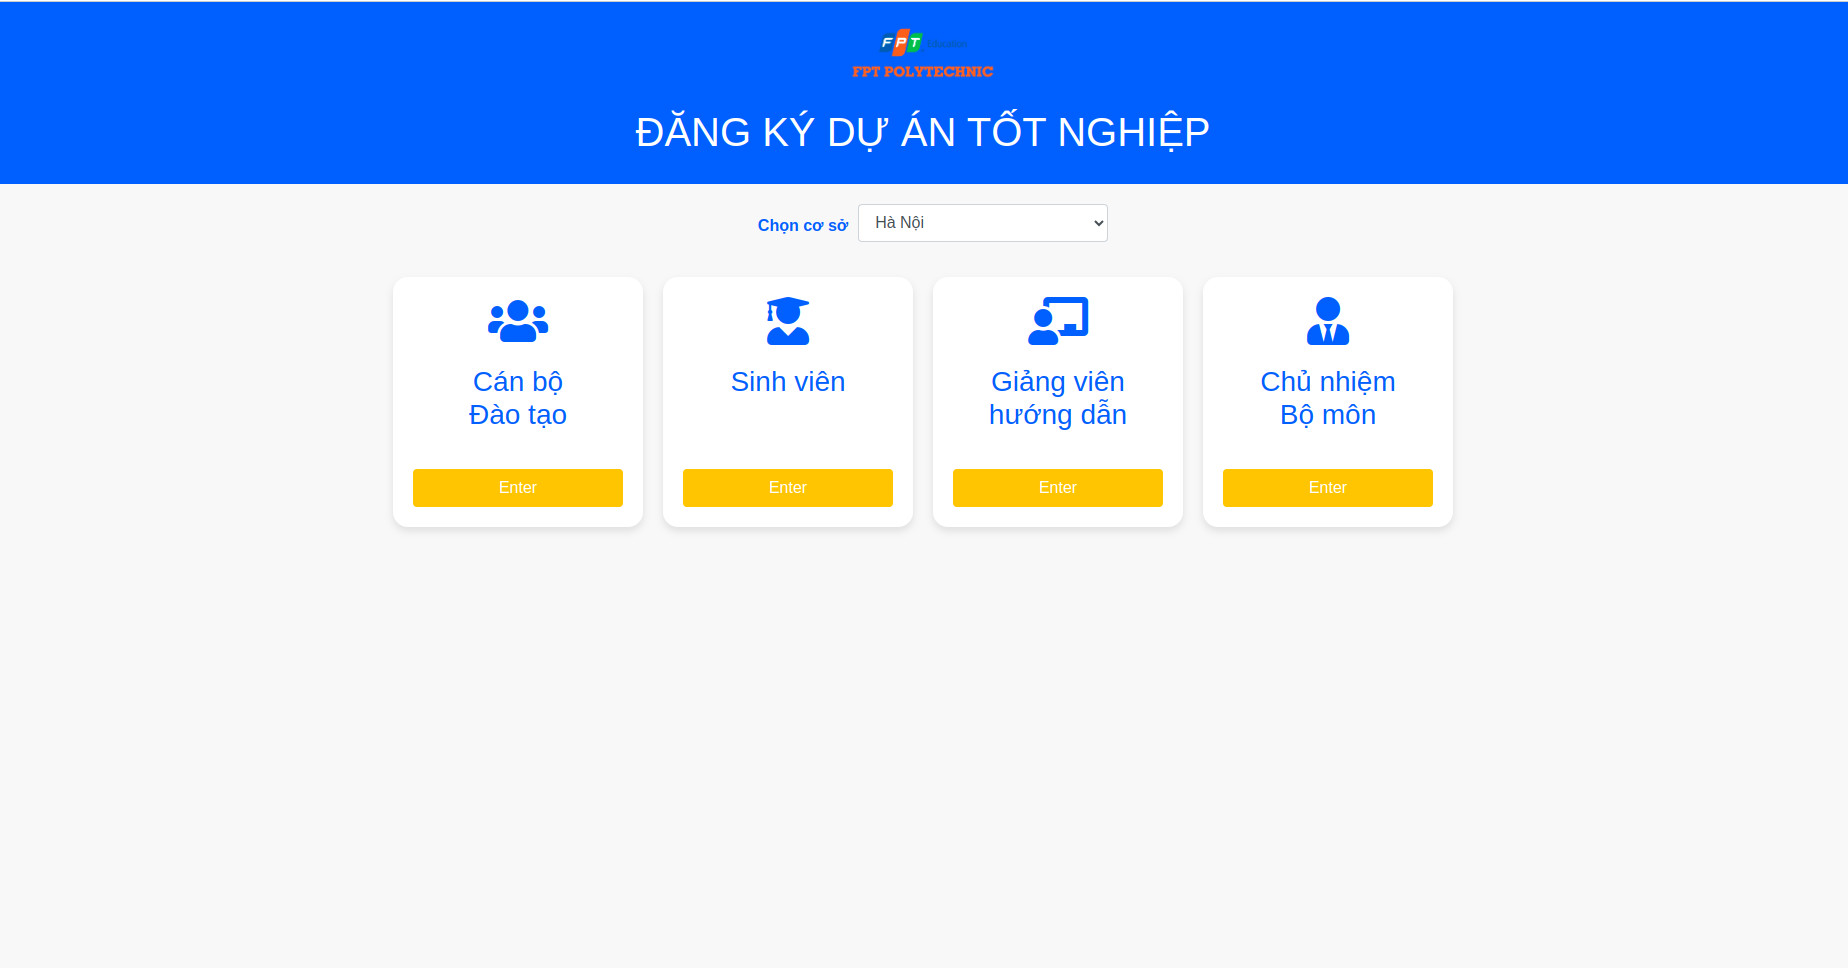 FPT Education
FPT POLYTECHNIC
ĐĂNG KÝ DỰ ÁN TỐT NGHIỆP
Chọn cơ sở
Hà Nội
Cán bộ
Đào tạo
Enter
Sinh viên
Enter
Giảng viên
hướng dẫn
Enter
Chủ nhiệm
Bộ môn
Enter